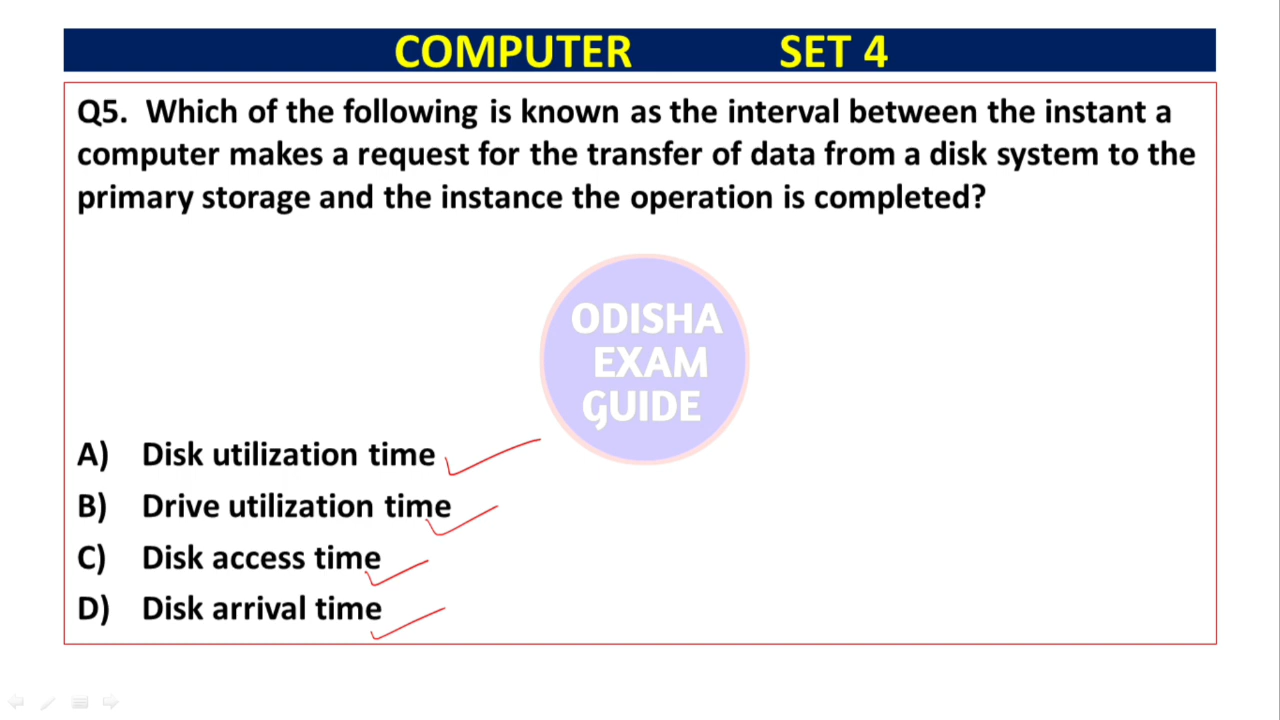 COMPUTER SET 4
Q5. Which of the following is known as the interval between the instant a
computer makes a request for the transfer of data from a disk system to the
primary storage and the instance the operation is completed?
ODISHA
EXAM
GUIDE
A) Disk utilization time
B) Drive utilization time
C) Disk access time
D) Disk arrival time